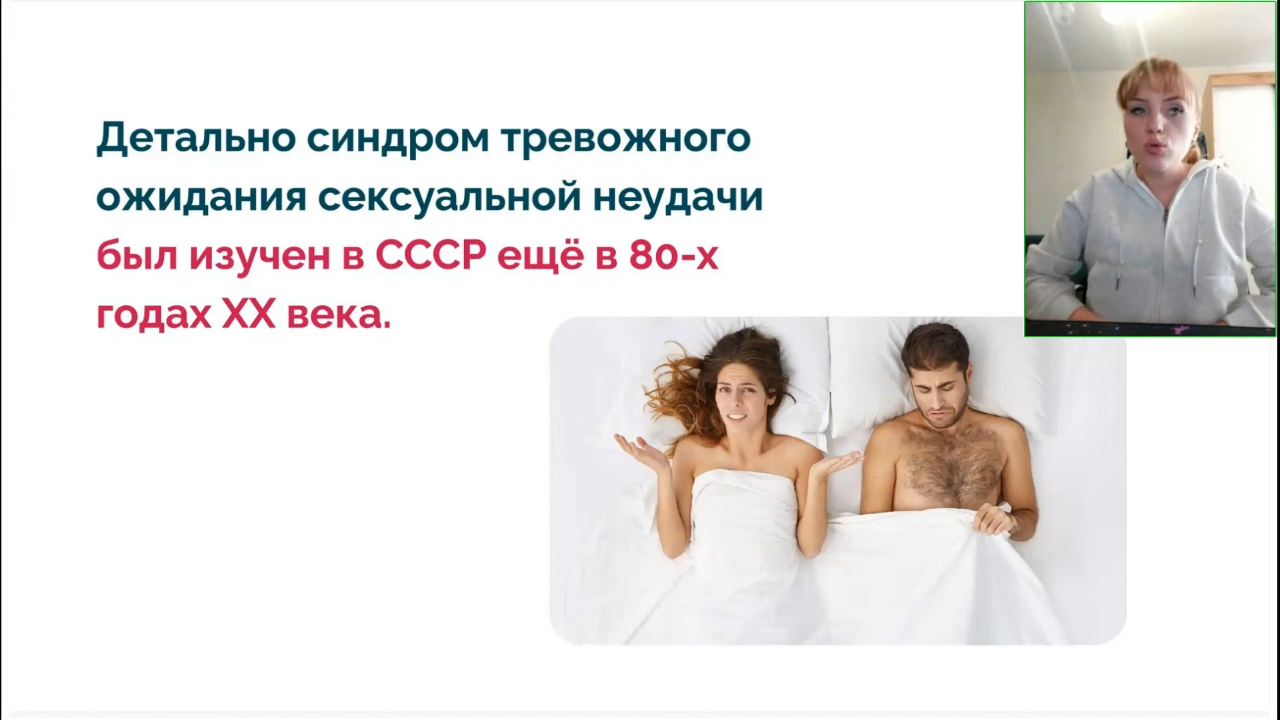 Детально синдром тревожного
ожидания сексуальной неудачи
был изучен в СССР ещё в 80-х
годах XX века.